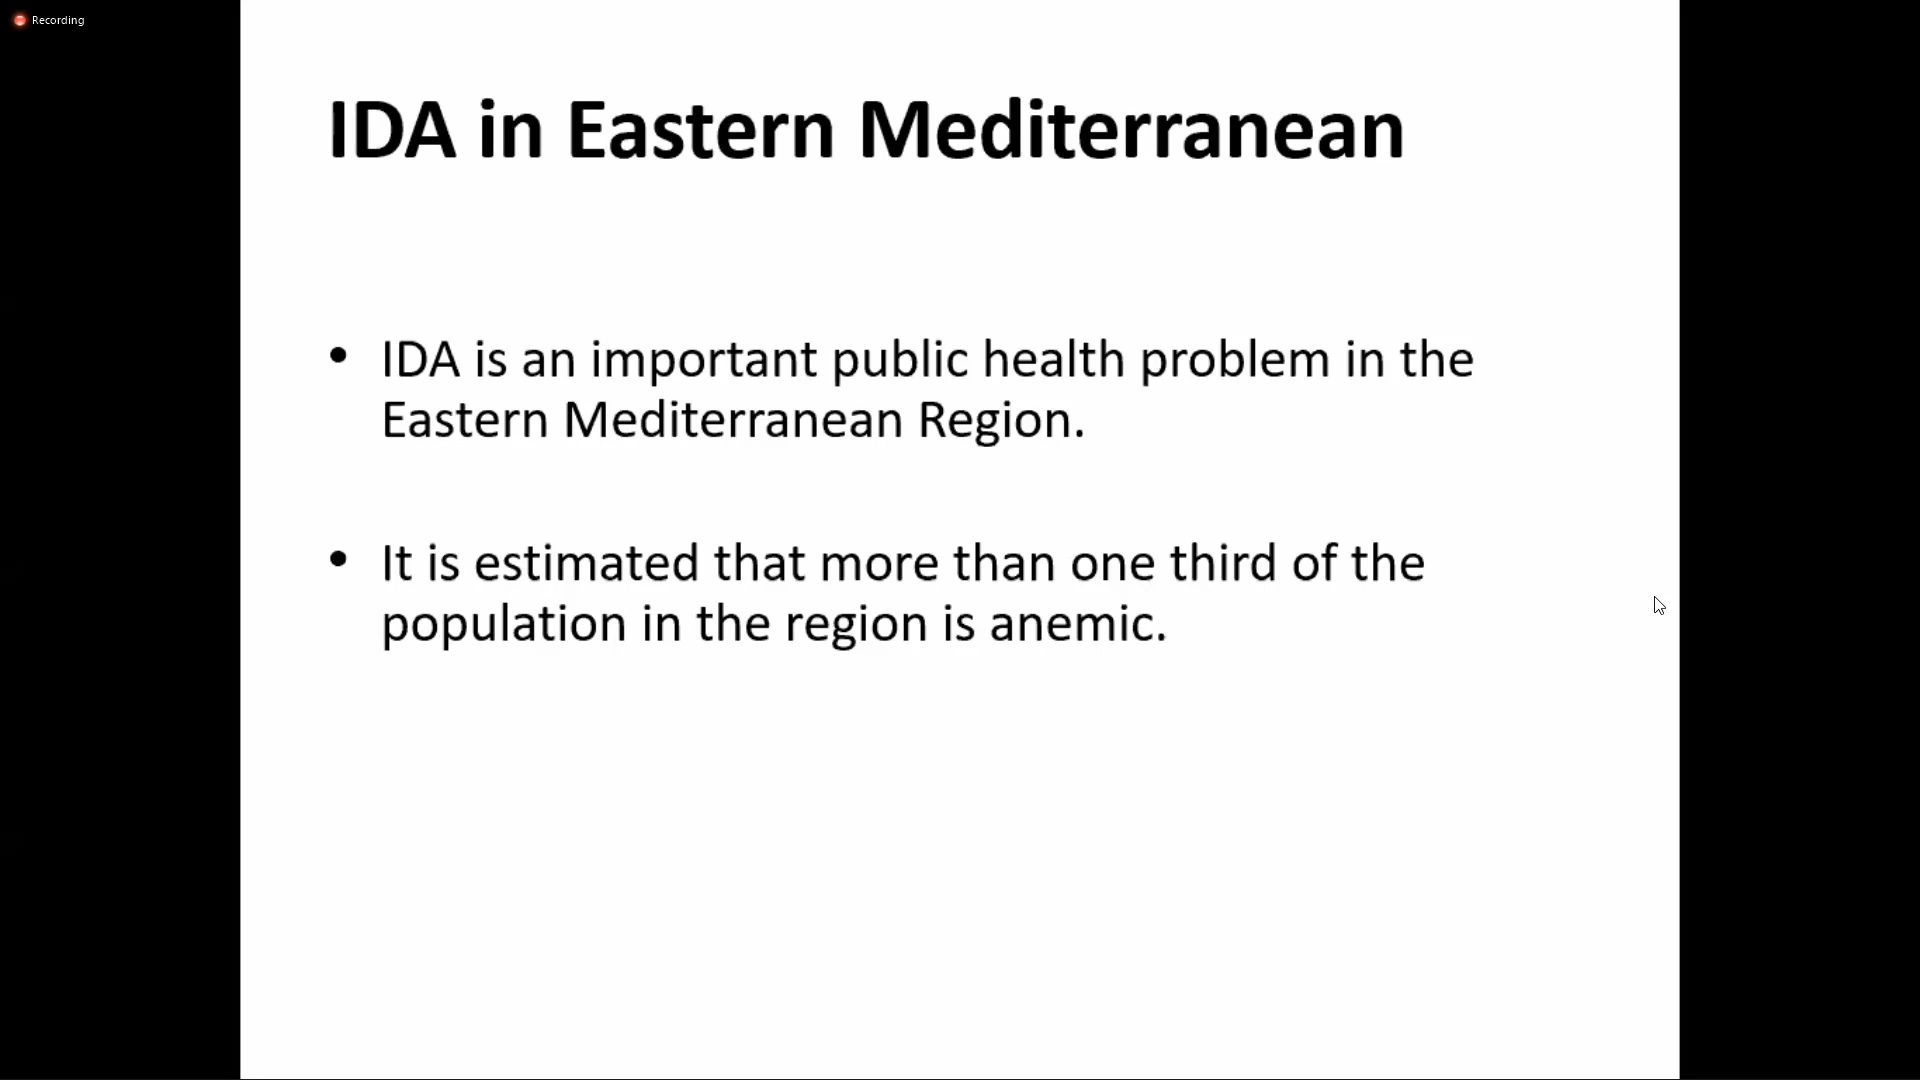 Recording
IDA in Eastern Mediterranean
• IDA is an important public health problem in the
Eastern Mediterranean Region.
• It is estimated that more than one third of the
population in the region is anemic.